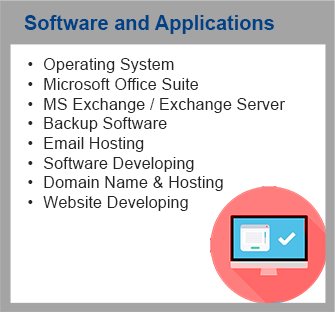 Software and Applications
• Operating System
• Microsoft Office Suite
• MS Exchange / Exchange Server
• Backup Software
• Email Hosting
• Software Developing
• Domain Name & Hosting
• Website Developing